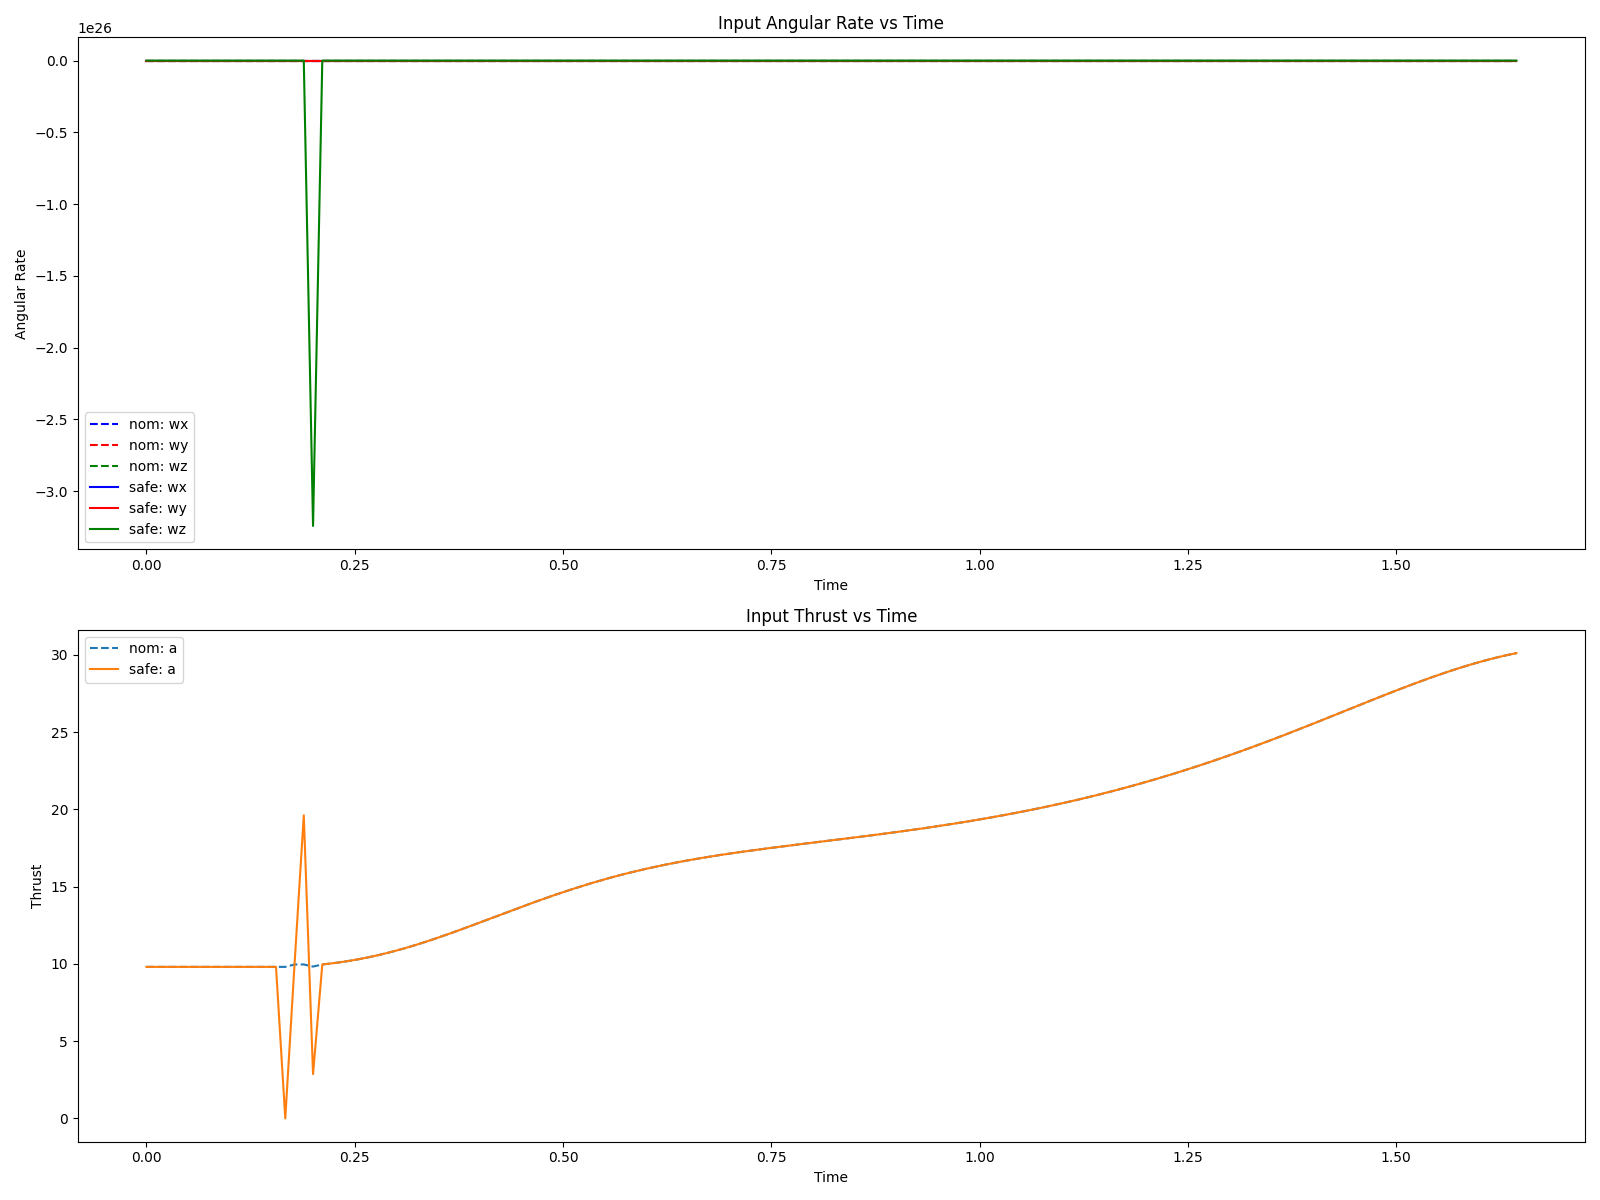 Input Angular Rate vs Time
1e26
0.0
−0.5
−1.0
−1.5
−2.0
−2.5
−3.0
Angular Rate
nom: wx
nom: wy
nom: wz
safe: wx
safe: wy
safe: wz
0.00 0.25 0.50 0.75 1.00 1.25 1.50
Time
Input Thrust vs Time
nom: a
safe: a
30
25
20
15
10
5
0
Thrust
0.00 0.25 0.50 0.75 1.00 1.25 1.50
Time